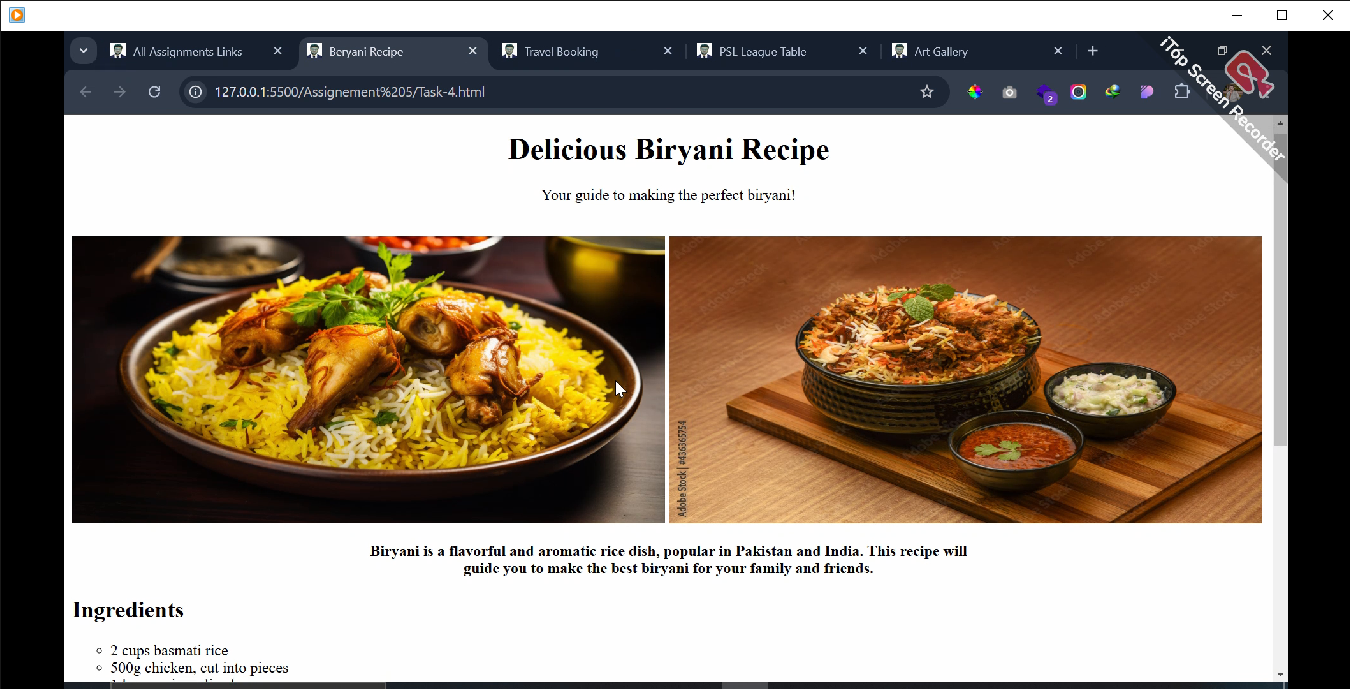 All Assignments Links
Beryani Recipe
Travel Booking
PSL League Table
Art Gallery
iTop Screen Recorder
127.0.0.1:5500/Assignement%205/Task-4.html
2
Delicious Biryani Recipe
Your guide to making the perfect biryani!
Adobe Stock | #436365754
Biryani is a flavorful and aromatic rice dish, popular in Pakistan and India. This recipe will
guide you to make the best biryani for your family and friends.
Ingredients
2 cups basmati rice
500g chicken, cut into pieces